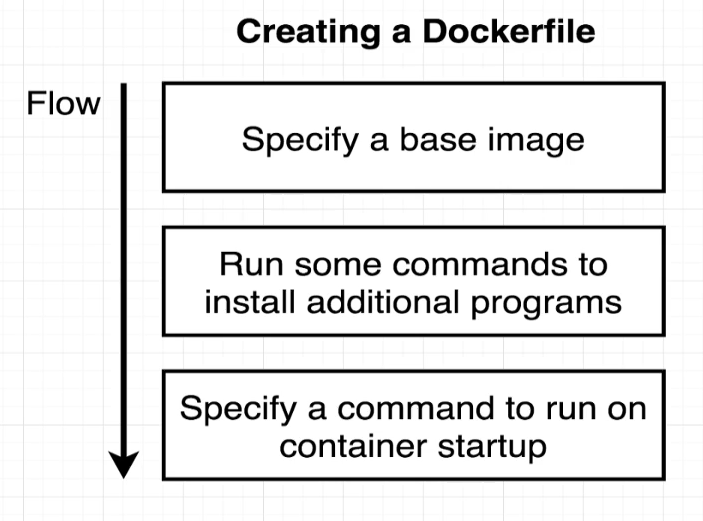 Creating a Dockerfile
Flow
Specify a base image
Run some commands to
install additional programs
Specify a command to run on
container startup